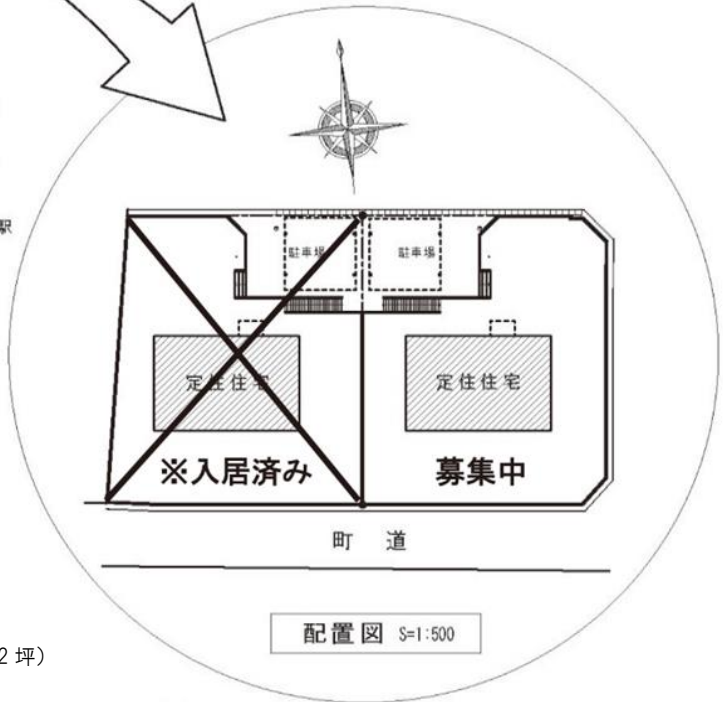 駅
駐車場 駐車場
定住住宅 定住住宅
※入居済み 募集中
町 道
配置図 S=1:500
2 坪)